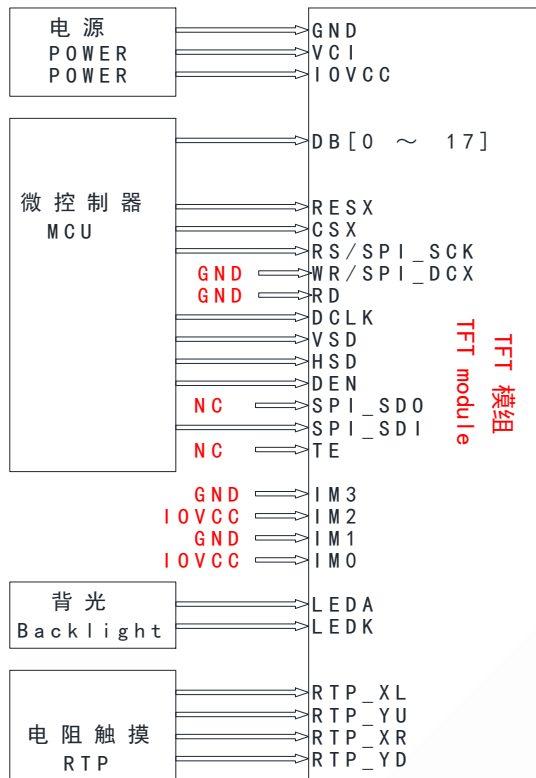 电源
POWER
POWER
GND
VCI
IOVCC
微控制器
MCU
DB[0 ～ 17]
RESX
CSX
RS/SPI_SCK
GND WR/SPI_DCX
GND RD
DCLK
VSD
HSD
DEN
NC SPI_SDO
SPI_SDI
NC TE
GND IM3
IOVCC IM2
GND IM1
IOVCC IM0
TFT 模组
TFT module
背光
Backlight
LEDA
LEDK
电阻触摸
RTP
RTP_XL
RTP_YU
RTP_XR
RTP_YD